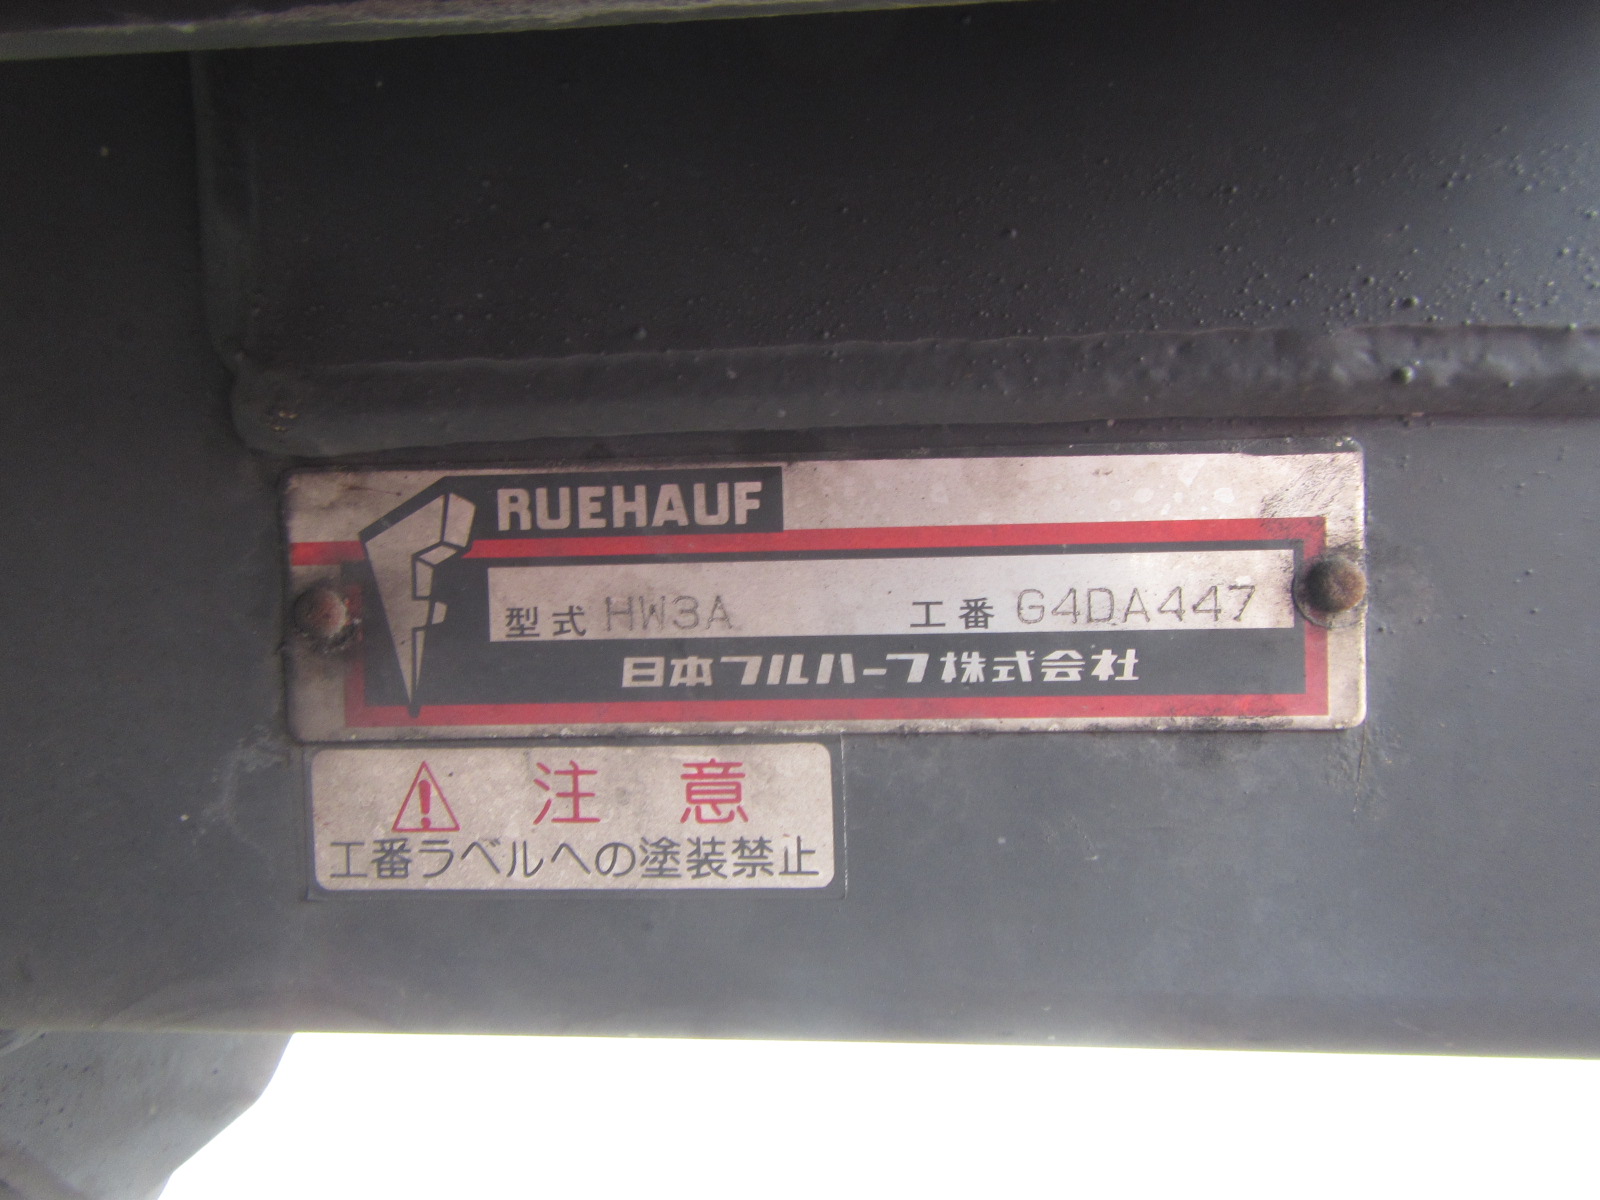 FRUEHAUF
型式 HW3A 工番 G4DA447
日本フルハーフ株式会社
注意
工番ラベルへの塗装禁止